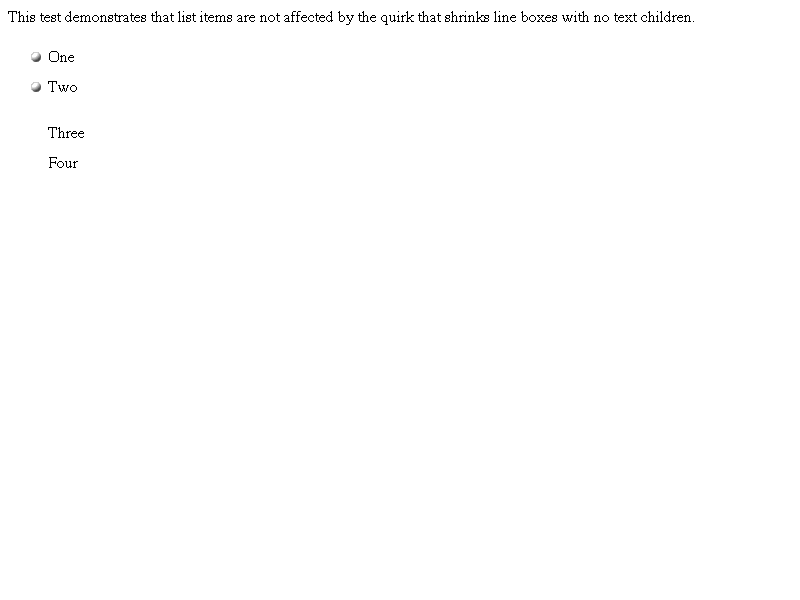 This test demonstrates that list items are not affected by the quirk that shrinks line boxes with no text children.
One
Two
Three
Four